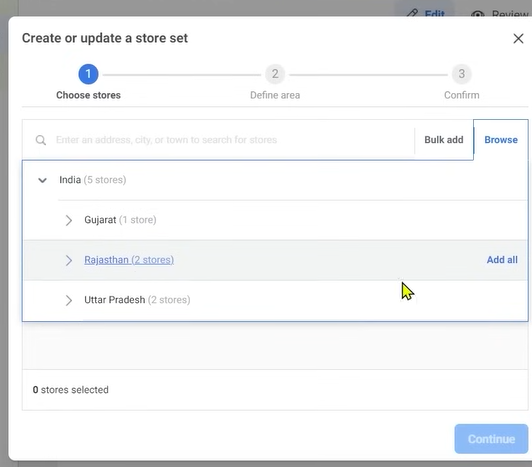 Edit Review
Create or update a store set
1 2 3
Choose stores Define area Confirm
Enter an address, city, or town to search for stores Bulk add Browse
India (5 stores)
Gujarat (1 store)
Rajasthan (2 stores) Add all
Uttar Pradesh (2 stores)
0 stores selected
Continue